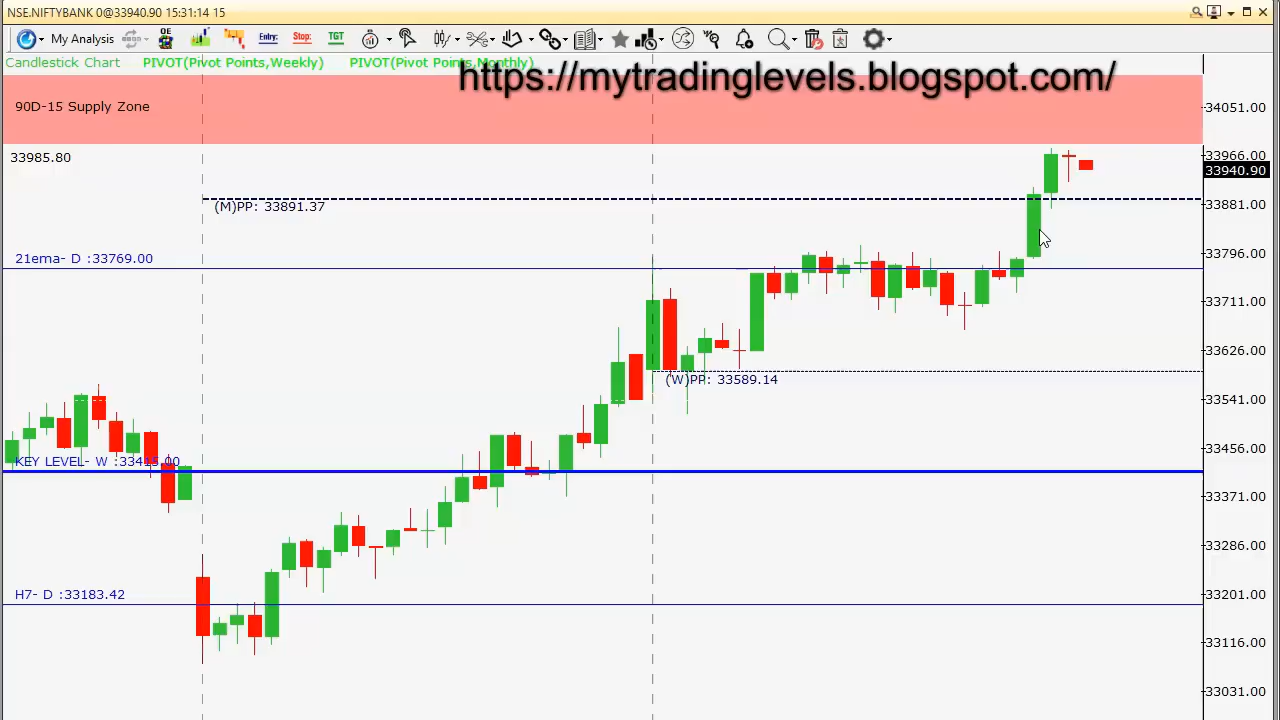 NSE.NIFTYBANK 0@33940.90 15:31:14 15
My Analysis OE Entry: Stop: TGT
Candlestick Chart PIVOT(Pivot Points,Weekly) PIVOT(Pivot Points,Monthly)
https://mytradinglevels.blogspot.com/
90D-15 Supply Zone
34051.00
33985.80
33966.00
33940.90
(M)PP: 33891.37
33881.00
21ema- D :33769.00
33796.00
33711.00
33626.00
(W)PP: 33589.14
33541.00
33456.00
KEY LEVEL- W :33415.00
33371.00
33286.00
H7- D :33183.42
33201.00
33116.00
33031.00